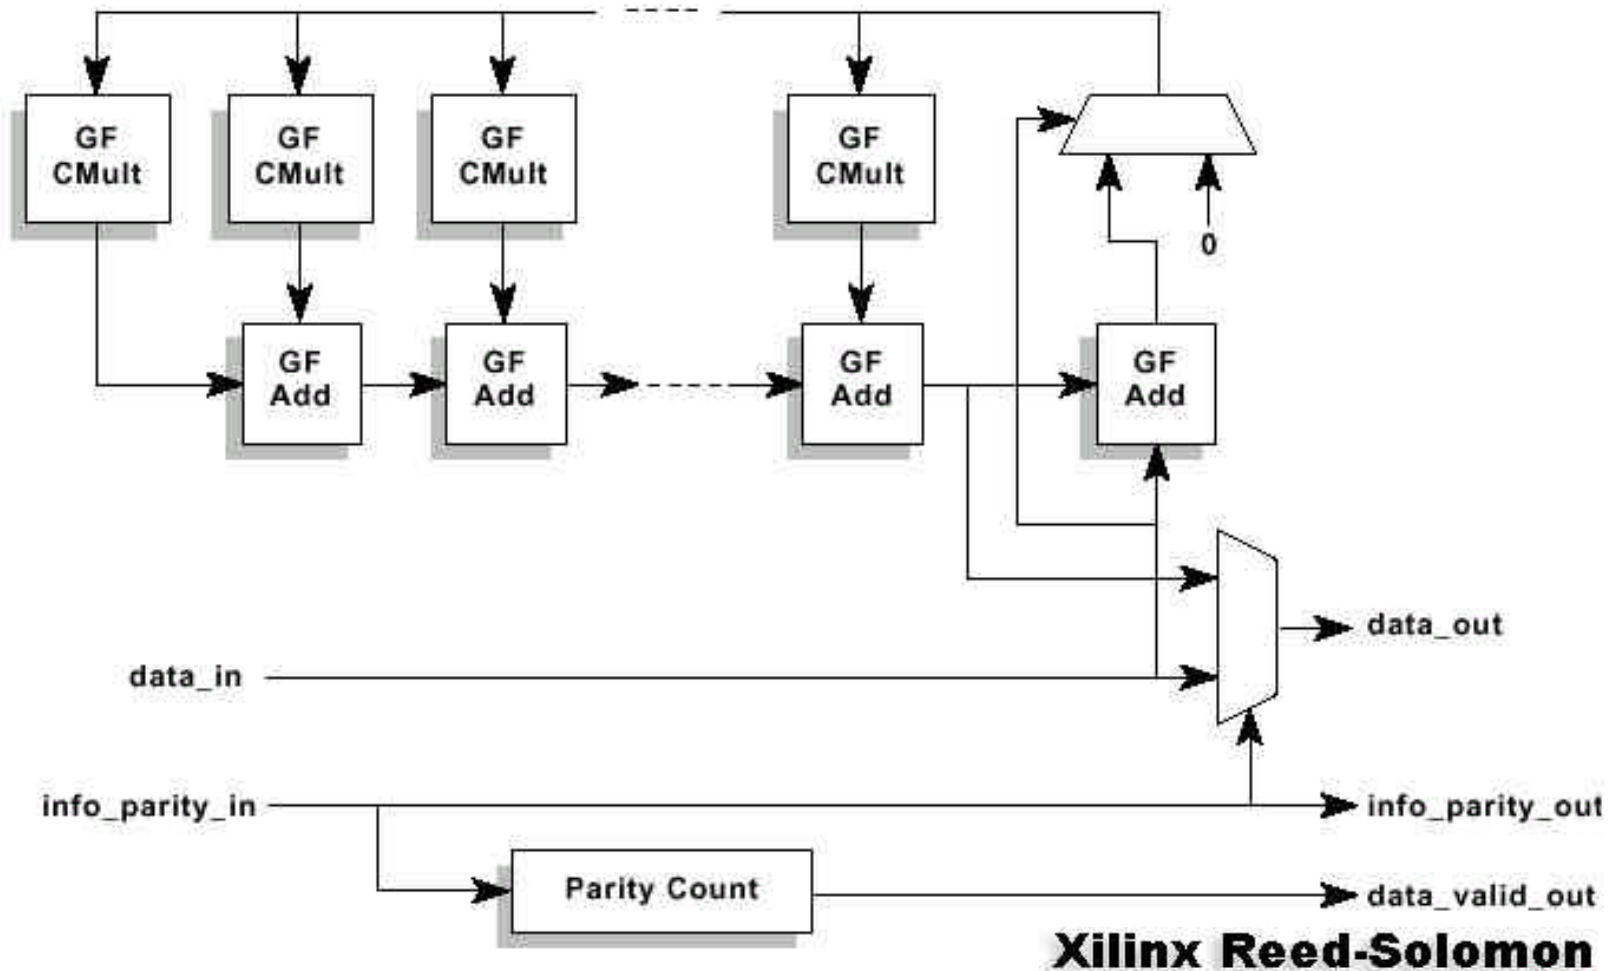 GF
CMult
GF
CMult
GF
CMult
GF
CMult
0
GF
Add
GF
Add
GF
Add
GF
Add
data_out
data_in
info_parity_in
info_parity_out
Parity Count
data_valid_out
Xilinx Reed-Solomon